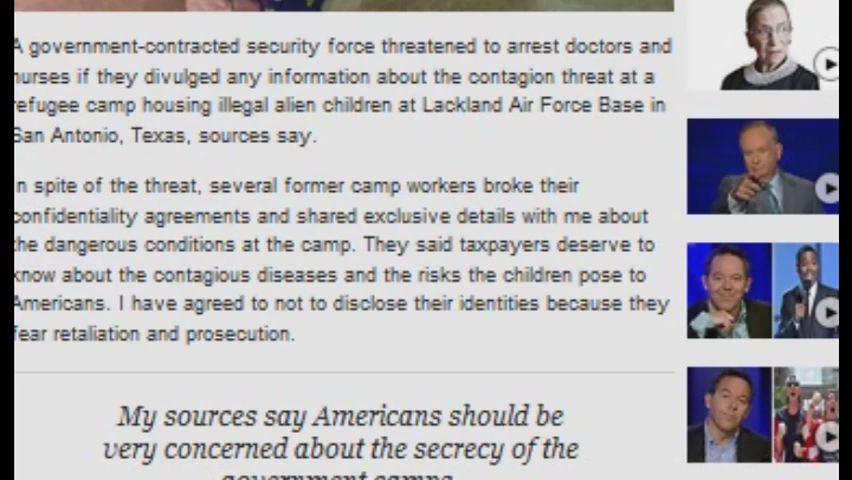 A government-contracted security force threatened to arrest doctors and
nurses if they divulged any information about the contagion threat at a
refugee camp housing illegal alien children at Lackland Air Force Base in
San Antonio, Texas, sources say.
In spite of the threat, several former camp workers broke their
confidentiality agreements and shared exclusive details with me about
the dangerous conditions at the camp. They said taxpayers deserve to
know about the contagious diseases and the risks the children pose to
Americans. I have agreed to not to disclose their identities because they
fear retaliation and prosecution.
My sources say Americans should be
very concerned about the secrecy of the
government camps